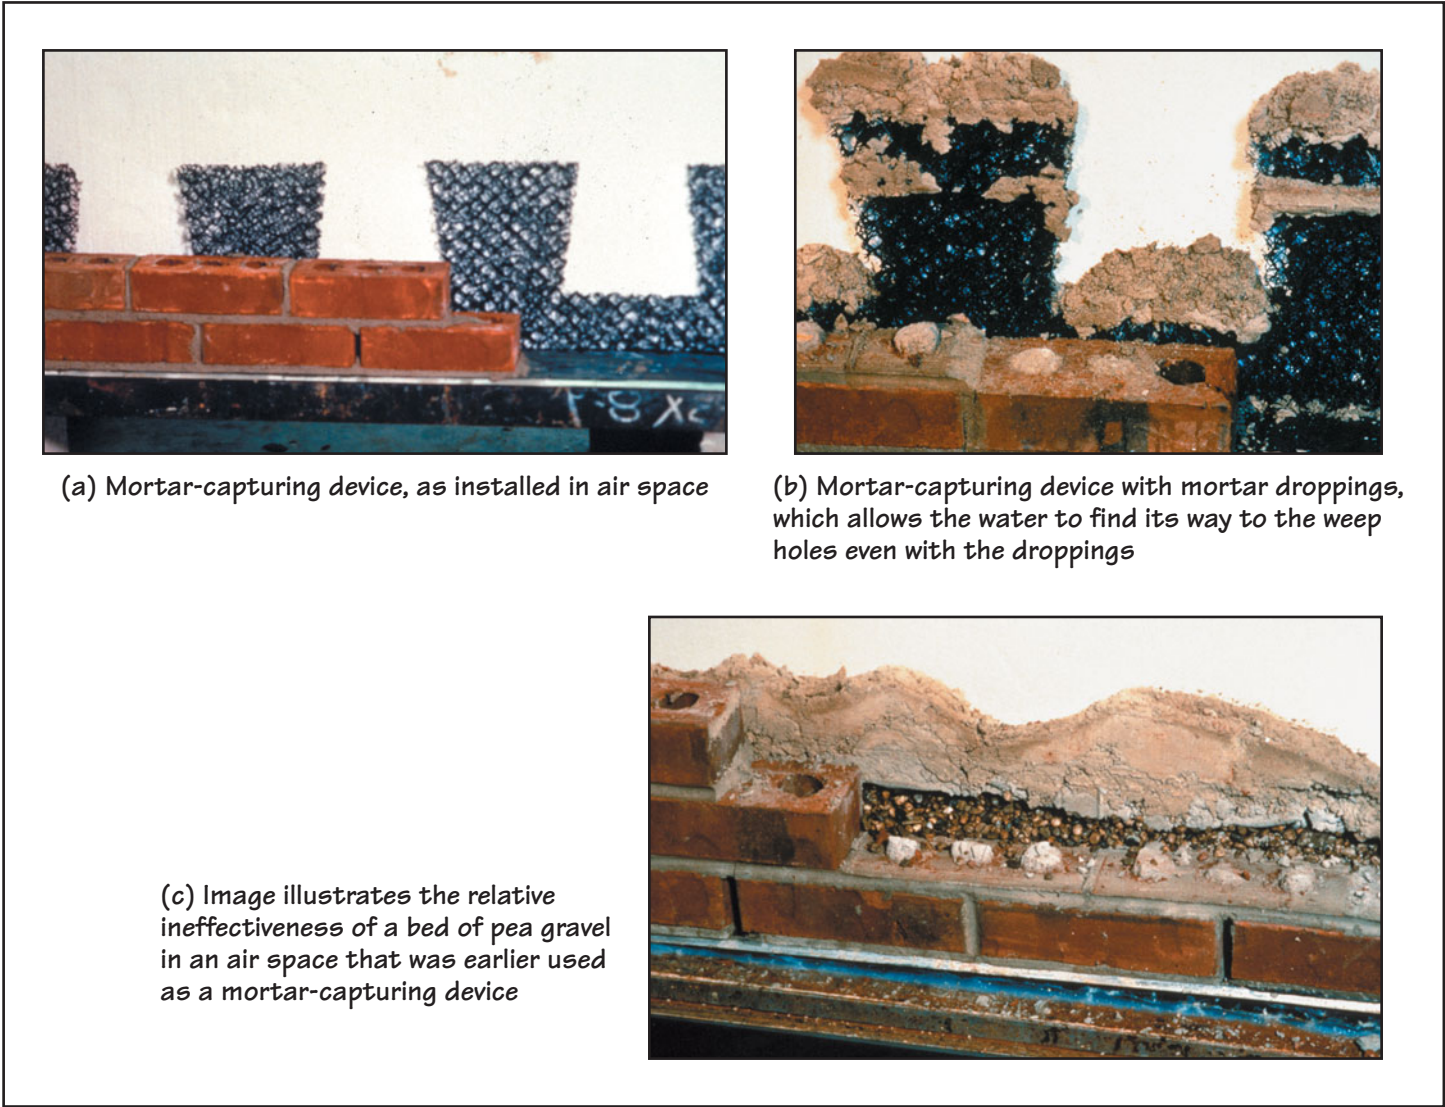 (a) Mortar-capturing device, as installed in air space
(b) Mortar-capturing device with mortar droppings,
which allows the water to find its way to the weep
holes even with the droppings
(c) Image illustrates the relative
ineffectiveness of a bed of pea gravel
in an air space that was earlier used
as a mortar-capturing device